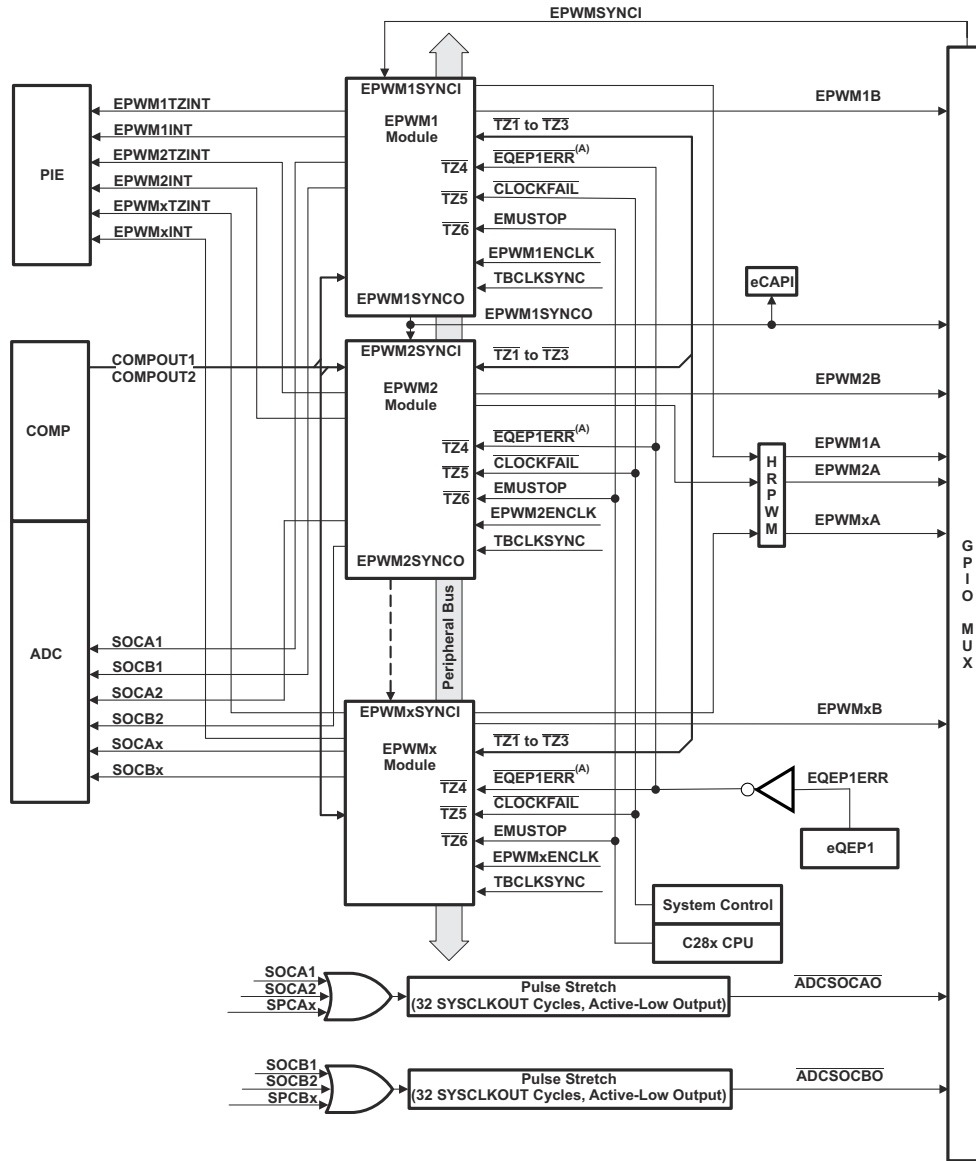 EPWMSYNCI
EPWM1SYNCI
EPWM1TZINT
EPWM1B
EPWM1
Module
EPWM1INT
TZ1 to TZ3
EPWM2TZINT
TZ4
EQEP1ERR(A)
PIE
EPWM2INT
TZ5
CLOCKFAIL
EPWMxTZINT
TZ6
EMUSTOP
EPWMxINT
EPWM1ENCLK
TBCLKSYNC
eCAPI
EPWM1SYNCO
EPWM1SYNCO
EPWM2SYNCI
TZ1 to TZ3
COMPOUT1
COMPOUT2
EPWM2
Module
EPWM2B
COMP
TZ4
EQEP1ERR(A)
TZ5
CLOCKFAIL
TZ6
EMUSTOP
EPWM2ENCLK
TBCLKSYNC
EPWM2SYNCO
HRPWM
EPWM1A
EPWM2A
EPWMxA
GPIO MUX
Peripheral Bus
ADC
SOCA1
SOCB1
SOCA2
SOCB2
SOCAx
SOCBx
EPWMxSYNCI
EPWMxB
EPWMx
Module
TZ1 to TZ3
TZ4
EQEP1ERR(A)
EQEP1ERR
TZ5
CLOCKFAIL
TZ6
EMUSTOP
eQEP1
EPWMxENCLK
TBCLKSYNC
System Control
C28x CPU
SOCA1
SOCA2
SPCAx
Pulse Stretch
(32 SYSCLKOUT Cycles, Active-Low Output)
ADCSOCAO
SOCB1
SOCB2
SPCBx
Pulse Stretch
(32 SYSCLKOUT Cycles, Active-Low Output)
ADCSOCBO